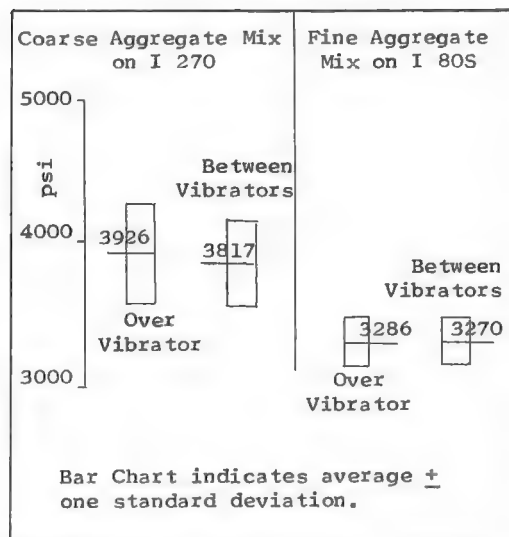 Coarse Aggregate Mix
on I 270
Fine Aggregate
Mix on I 80S
5000
psi
4000
3000
Between
Vibrators
3926
3817
Over
Vibrator
Between
Vibrators
3286
3270
Over
Vibrator
Bar Chart indicates average ±
one standard deviation.